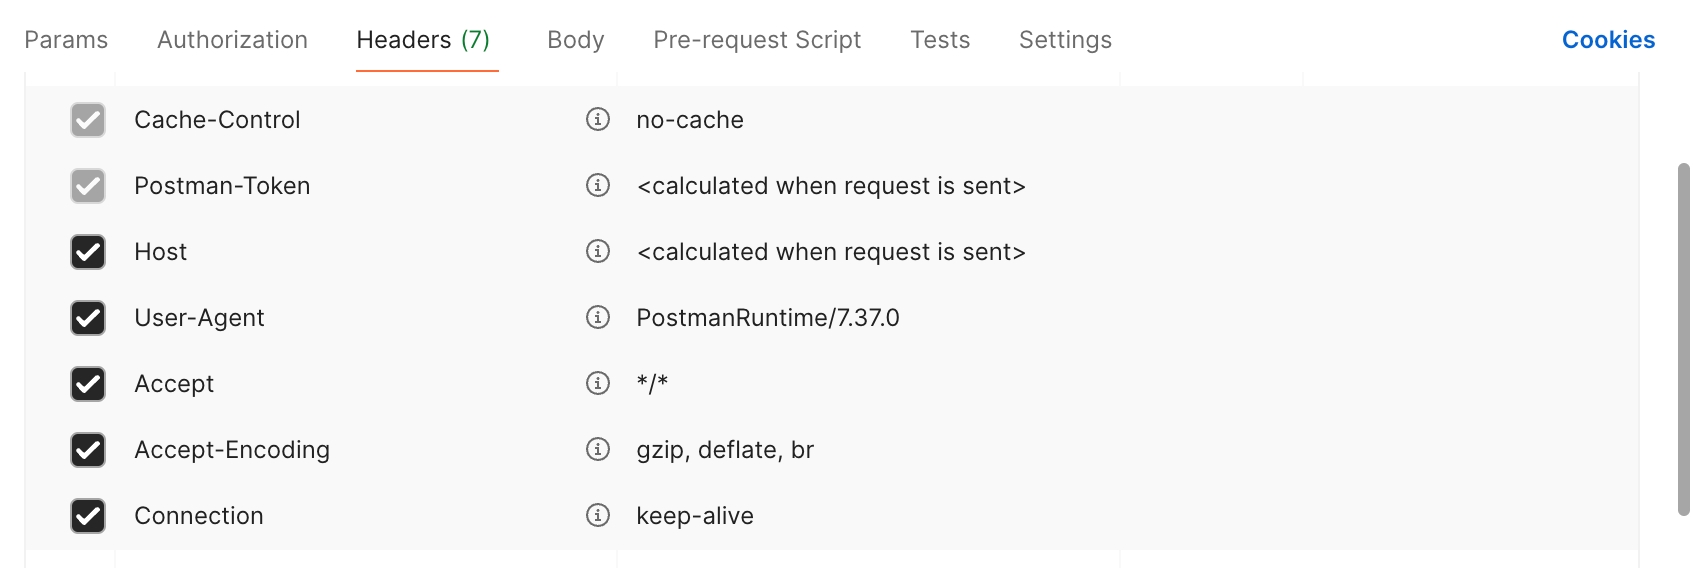 Params Authorization Headers (7) Body Pre-request Script Tests Settings Cookies
Cache-Control no-cache
Postman-Token <calculated when request is sent>
Host <calculated when request is sent>
User-Agent PostmanRuntime/7.37.0
Accept */*
Accept-Encoding gzip, deflate, br
Connection keep-alive